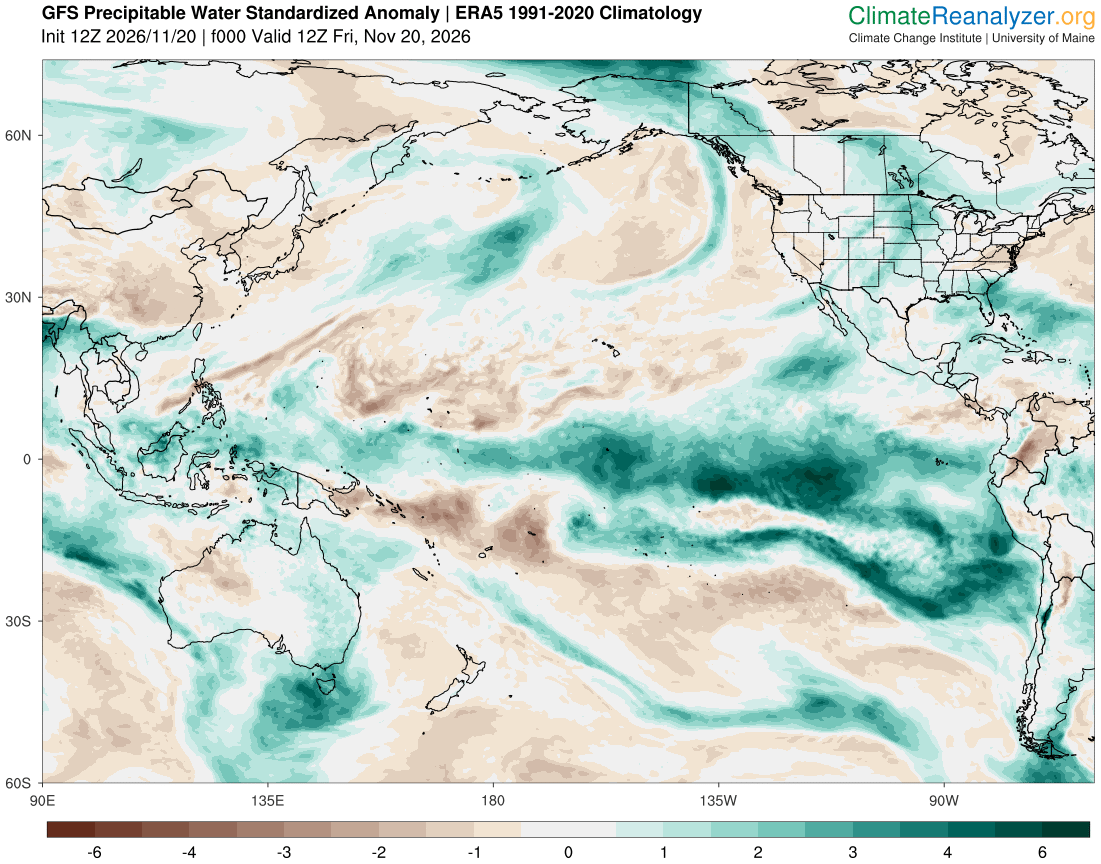 GFS Precipitable Water Standardized Anomaly | ERA5 1991-2020 Climatology
Init 12Z 2026/11/20 | f000 Valid 12Z Fri, Nov 20, 2026
ClimateReanalyzer.org
Climate Change Institute | University of Maine
60N
30N
0
30S
60S
90E 135E 180 135W 90W
-6 -4 -3 -2 -1 0 1 2 3 4 6